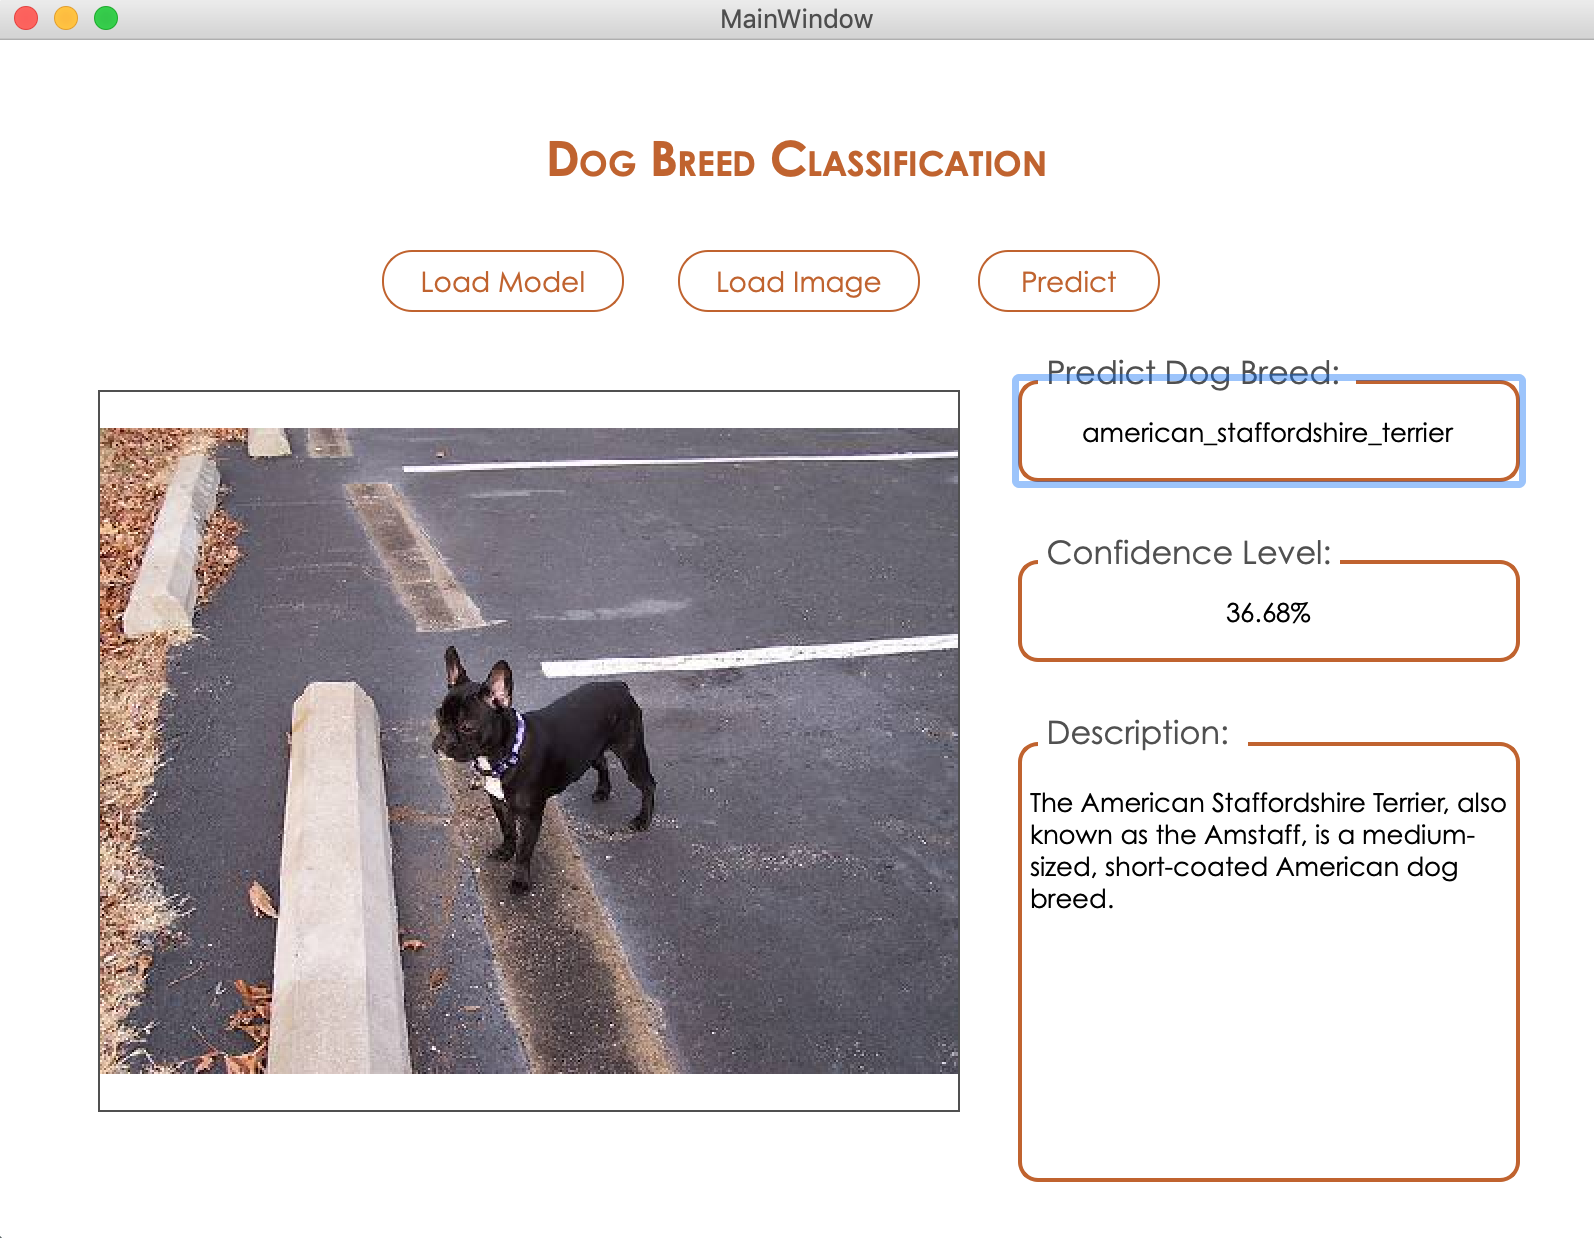 MainWindow
Dog Breed Classification
Load Model
Load Image
Predict
Predict Dog Breed:
american_staffordshire_terrier
Confidence Level:
36.68%
Description:
The American Staffordshire Terrier, also
known as the Amstaff, is a medium-
sized, short-coated American dog
breed.